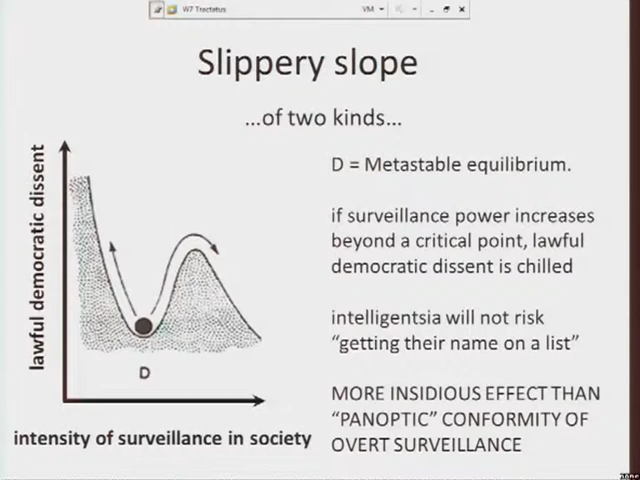 W7 Tractatus
VM
Slippery slope
...of two kinds...
lawful democratic dissent
D
intensity of surveillance in society
D = Metastable equilibrium.
if surveillance power increases
beyond a critical point, lawful
democratic dissent is chilled
intelligentsia will not risk
“getting their name on a list”
MORE INSIDIOUS EFFECT THAN
“PANOPTIC” CONFORMITY OF
OVERT SURVEILLANCE